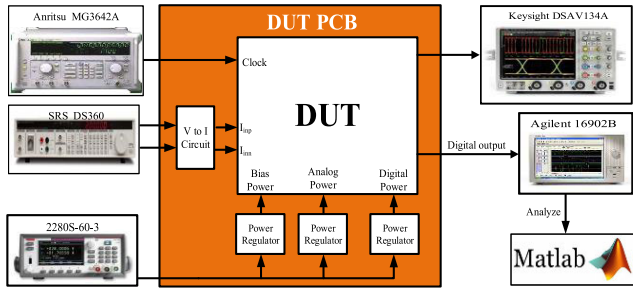 Anritsu MG3642A
DUT PCB
Keysight DSAV134A
Clock
SRS DS360
V to I
Circuit
Iinp
Iinn
DUT
Agilent 16902B
Digital output
Bias
Power
Analog
Power
Digital
Power
2280S-60-3
Power
Regulator
Power
Regulator
Power
Regulator
Analyze
Matlab